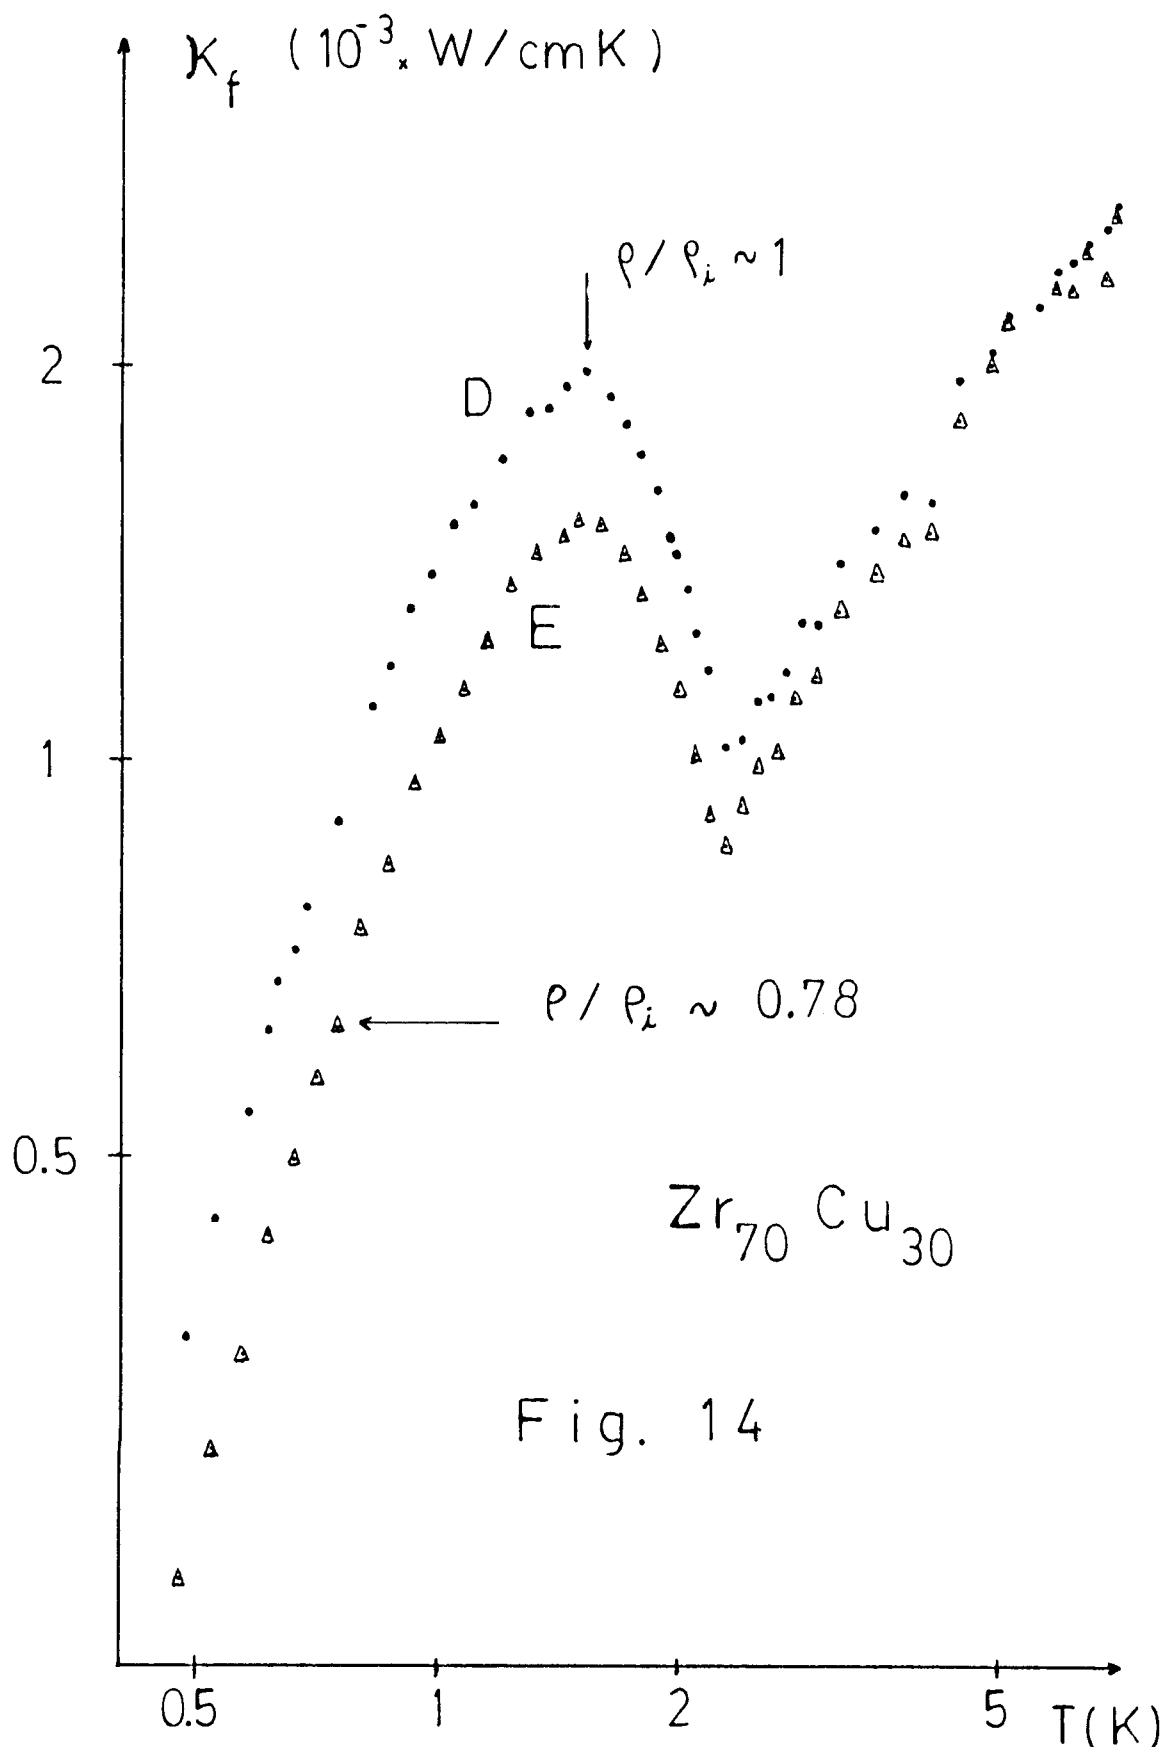 K_f (10^-3 × W/cmK)
ρ/ρ_i ~ 1
2
D
E
1
ρ/ρ_i ~ 0.78
0.5
Zr70 Cu30
Fig. 14
0.5 1 2 5 T(K)